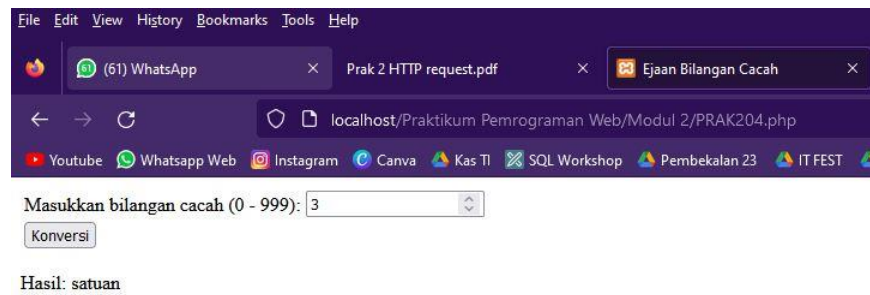 File Edit View History Bookmarks Tools Help
(61) WhatsApp × Prak 2 HTTP request.pdf × Ejaan Bilangan Cacah ×
localhost/Praktikum Pemrograman Web/Modul 2/PRAK204.php
Youtube Whatsapp Web Instagram Canva Kas TI SQL Workshop Pembekalan 23 IT FEST
Masukkan bilangan cacah (0 - 999): 3
Konversi
Hasil: satuan